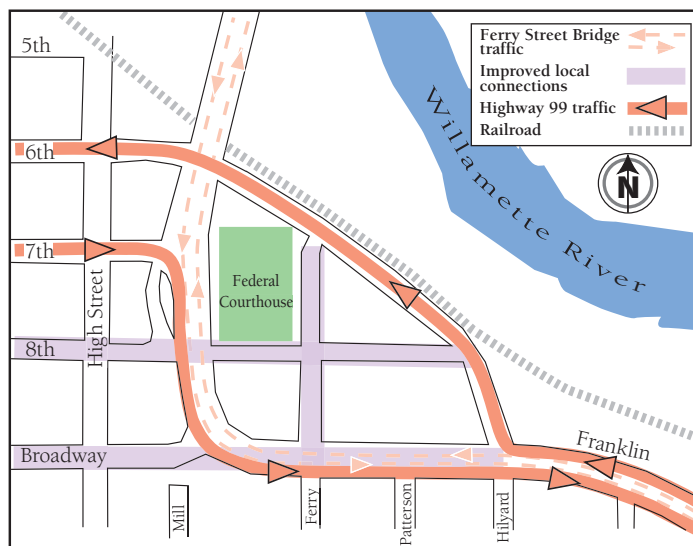 5th
6th
7th
8th
Broadway
High Street
Federal
Courthouse
Willamette River
Franklin
Mill
Ferry
Patterson
Hilyard
Ferry Street Bridge
traffic
Improved local
connections
Highway 99 traffic
Railroad
N